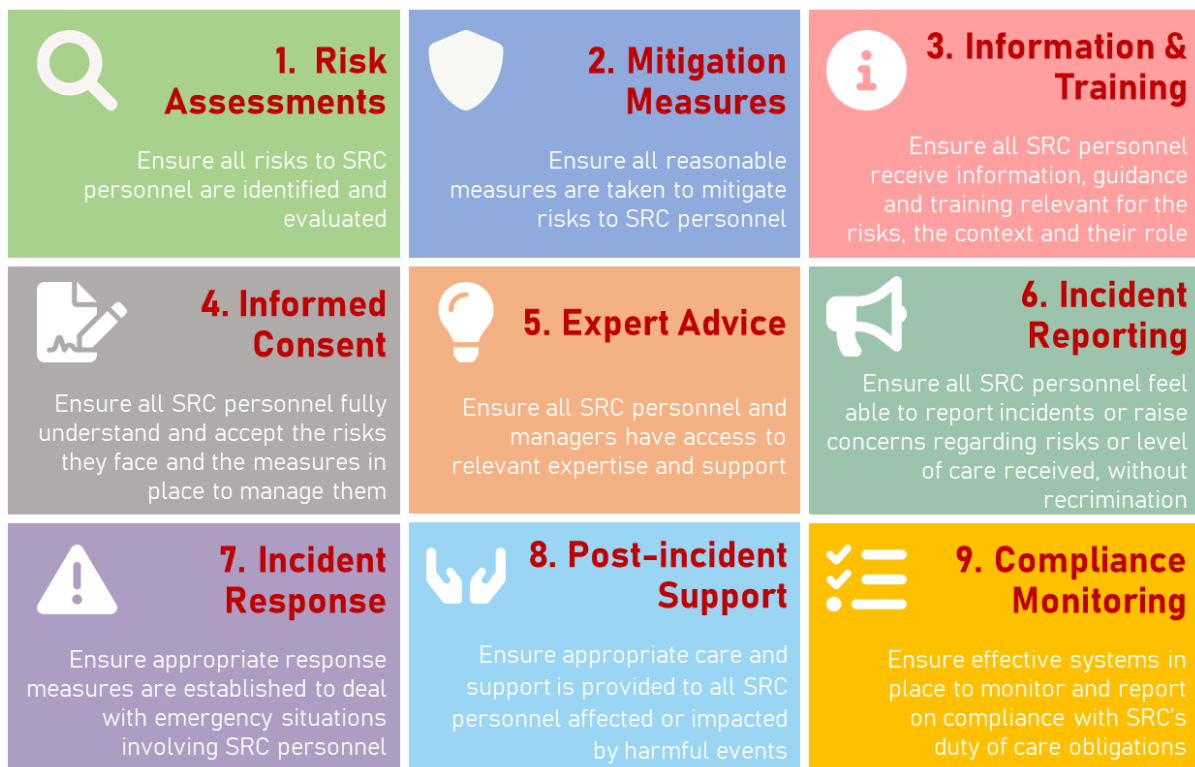 1. Risk
Assessments
Ensure all risks to SRC
personnel are identified and
evaluated
2. Mitigation
Measures
Ensure all reasonable
measures are taken to mitigate
risks to SRC personnel
3. Information &
Training
Ensure all SRC personnel
receive information, guidance
and training relevant for the
risks, the context and their role
4. Informed
Consent
Ensure all SRC personnel fully
understand and accept the risks
they face and the measures in
place to manage them
5. Expert Advice
Ensure all SRC personnel and
managers have access to
relevant expertise and support
6. Incident
Reporting
Ensure all SRC personnel feel
able to report incidents or raise
concerns regarding risks or level
of care received, without
recrimination
7. Incident
Response
Ensure appropriate response
measures are established to deal
with emergency situations
involving SRC personnel
8. Post-incident
Support
Ensure appropriate care and
support is provided to all SRC
personnel affected or impacted
by harmful events
9. Compliance
Monitoring
Ensure effective systems in
place to monitor and report
on compliance with SRC's
duty of care obligations